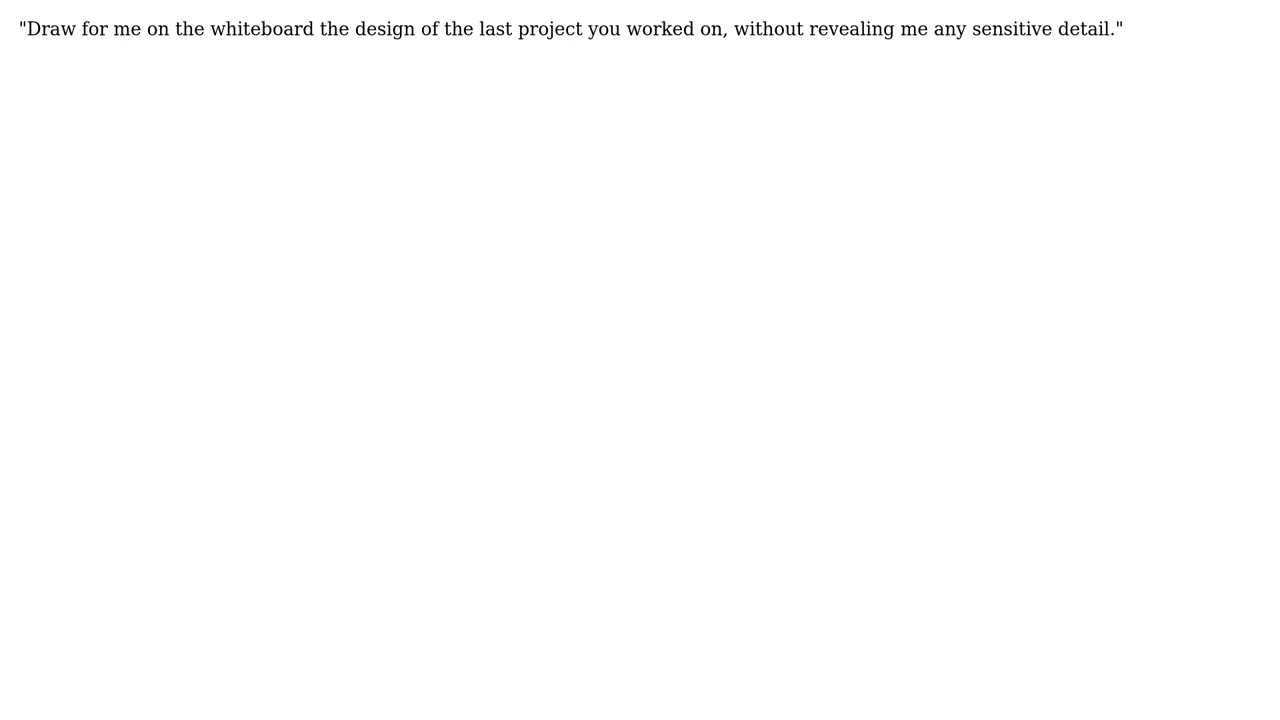 "Draw for me on the whiteboard the design of the last project you worked on, without revealing me any sensitive detail."